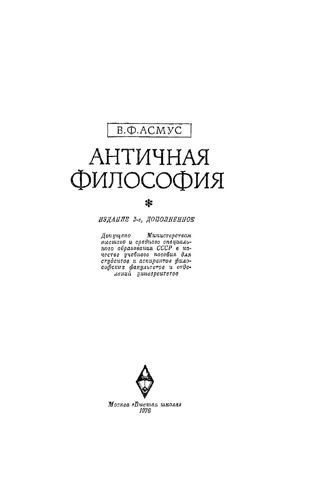 В.Ф.АСМУС
АНТИЧНАЯ
ФИЛОСОФИЯ
*
ИЗДАНИЕ 2-е, ДОПОЛНЕННОЕ
Допущено Министерством
высшего и среднего специаль-
ного образования СССР в ка-
честве учебного пособия для
студентов и аспирантов фило-
софских факультетов и отде-
лений университетов
Москва «Высшая школа»
1976